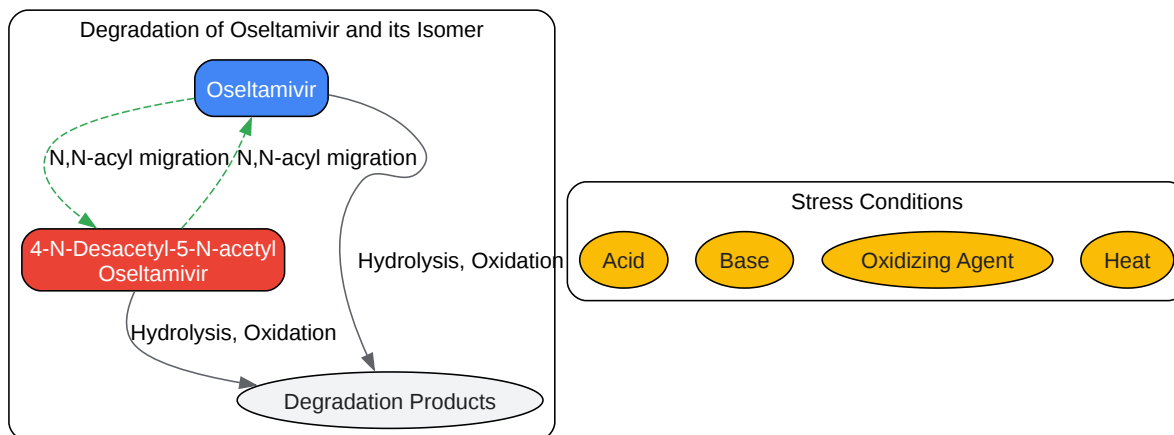 Degradation of Oseltamivir and its Isomer
Oseltamivir
N,N-acyl migration
N,N-acyl migration
4-N-Desacetyl-5-N-acetyl
Oseltamivir
Hydrolysis, Oxidation
Hydrolysis, Oxidation
Degradation Products
Stress Conditions
Acid
Base
Oxidizing Agent
Heat